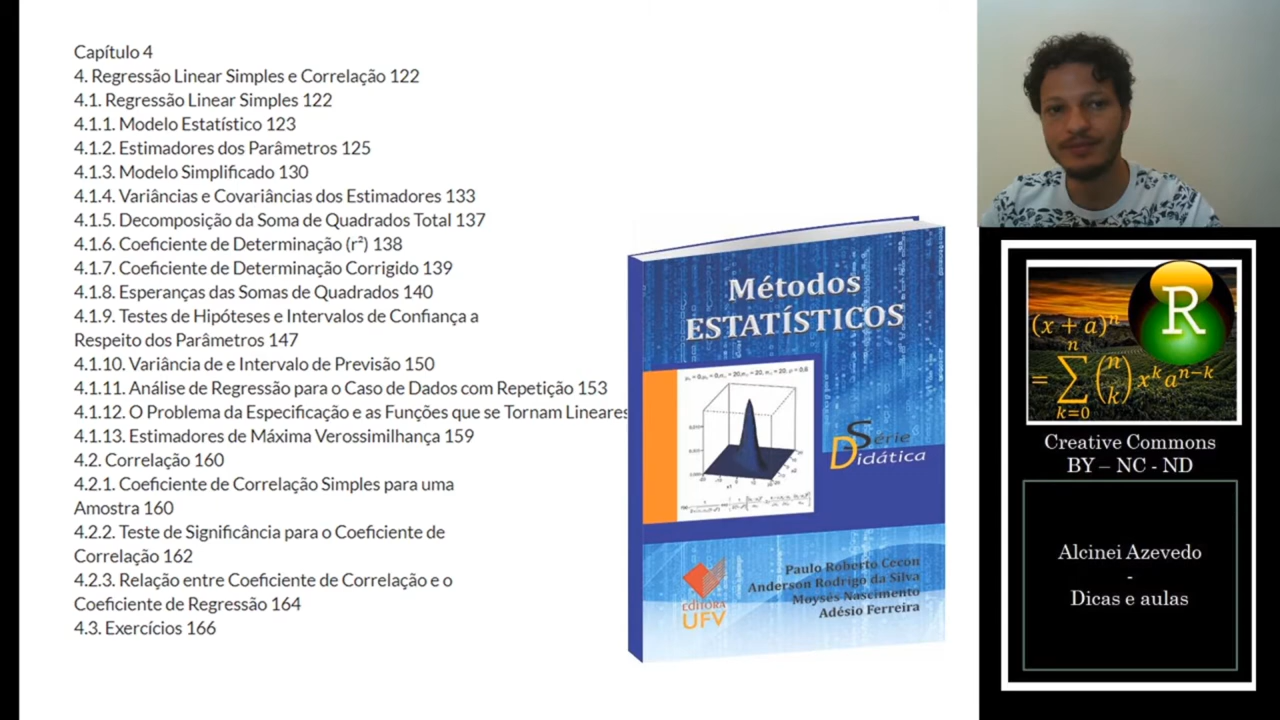 Capítulo 4
4. Regressão Linear Simples e Correlação 122
4.1. Regressão Linear Simples 122
4.1.1. Modelo Estatístico 123
4.1.2. Estimadores dos Parâmetros 125
4.1.3. Modelo Simplificado 130
4.1.4. Variâncias e Covariâncias dos Estimadores 133
4.1.5. Decomposição da Soma de Quadrados Total 137
4.1.6. Coeficiente de Determinação (r²) 138
4.1.7. Coeficiente de Determinação Corrigido 139
4.1.8. Esperanças das Somas de Quadrados 140
4.1.9. Testes de Hipóteses e Intervalos de Confiança a
Respeito dos Parâmetros 147
4.1.10. Variância de e Intervalo de Previsão 150
4.1.11. Análise de Regressão para o Caso de Dados com Repetição 153
4.1.12. O Problema da Especificação e as Funções que se Tornam Lineares
4.1.13. Estimadores de Máxima Verossimilhança 159
4.2. Correlação 160
4.2.1. Coeficiente de Correlação Simples para uma
Amostra 160
4.2.2. Teste de Significância para o Coeficiente de
Correlação 162
4.2.3. Relação entre Coeficiente de Correlação e o
Coeficiente de Regressão 164
4.3. Exercícios 166
Métodos
ESTATÍSTICOS
Série
Didática
EDITORA
UFV
Paulo Roberto Cecon
Anderson Rodrigo da Silva
Moysés Nascimento
Adésio Ferreira
R
(x + a)^n
= ∑_{k=0}^{n} (n k) x^k a^{n-k}
Creative Commons
BY – NC - ND
Alcinei Azevedo
-
Dicas e aulas